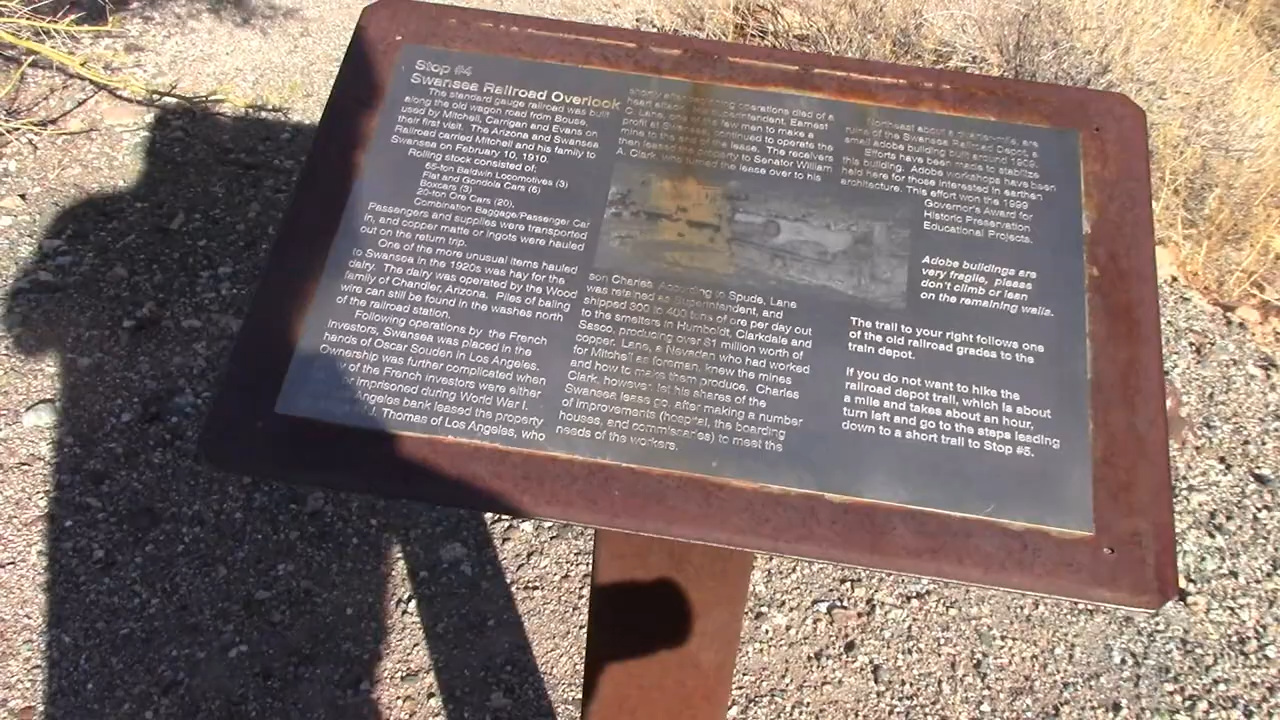 Stop #4
Swansea Railroad Overlook
The standard gauge railroad was built
along the old wagon road from Bouse,
used by Mitchell, Carrigan and Evans on
their first visit. The Arizona and Swansea
Railroad carried Mitchell and his family to
Swansea on February 10, 1910.
Rolling stock consisted of:
65-ton Baldwin Locomotives (3)
Flat and Gondola Cars (6)
Boxcars (3)
20-ton Ore Cars (20),
Combination Baggage/Passenger Car
Passengers and supplies were transported
in, and copper matte or ingots were hauled
out on the return trip.
One of the more unusual items hauled
to Swansea in the 1920s was hay for the
dairy. The dairy was operated by the Wood
family of Chandler, Arizona. Piles of baling
wire can still be found in the washes north
of the railroad station.
Following operations by the French
investors, Swansea was placed in the
hands of Oscar Souden in Los Angeles.
Ownership was further complicated when
of the French investors were either
or imprisoned during World War I.
Angeles bank leased the property
J. Thomas of Los Angeles, who
shortly after operations died of a
heart attack. Superintendent, Earnest
C. Lane, one few men to make a
profit at Swansea, continued to operate the
mine to the end of the lease. The receivers
then leased the property to Senator William
A. Clark, who turned the lease over to his
son Charles. According to Spude, Lane
was retained as Superintendent, and
shipped 300 to 400 tons of ore per day out
to the smelters in Humboldt, Clarkdale and
Sasco, producing over $1 million worth of
copper. Lane, a Nevadan who had worked
for Mitchell as foreman, knew the mines
and how to make them produce. Charles
Clark, however, let his shares of the
Swansea lease go, after making a number
of improvements (hospital, the boarding
houses, and commissaries) to meet the
needs of the workers.
Northeast about a are
ruins of the Swansea Railroad Depot, a
small adobe building built around 1909.
Efforts have been made to stabilize
this building. Adobe workshops have been
held here for those interested in earthen
architecture. This effort won the 1999
Governor's Award for
Historic Preservation
Educational Projects.
Adobe buildings are
very fragile, please
don't climb or lean
on the remaining walls.
The trail to your right follows one
of the old railroad grades to the
train depot.
If you do not want to hike the
railroad depot trail, which is about
a mile and takes about an hour,
turn left and go to the steps leading
down to a short trail to Stop #5.